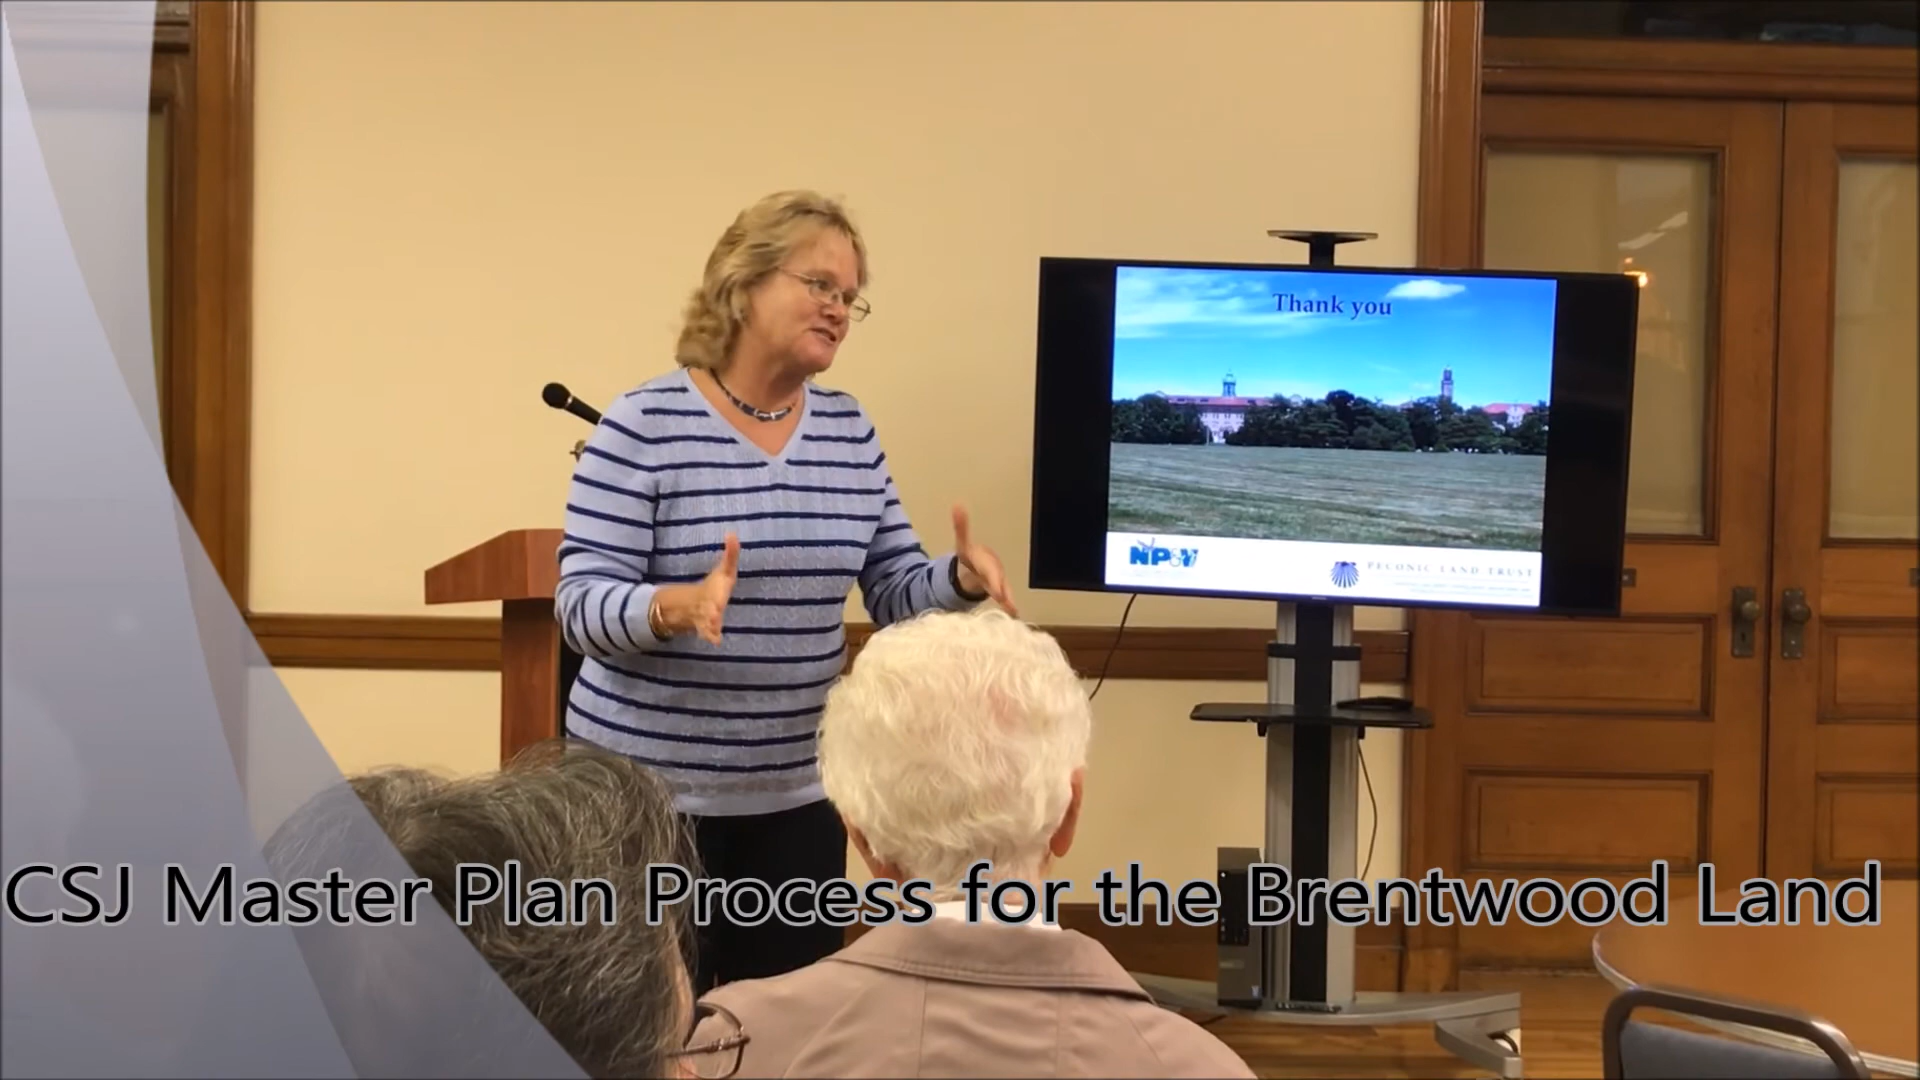 Thank you
NP&V
PECONIC LAND TRUST
CSJ Master Plan Process for the Brentwood Land